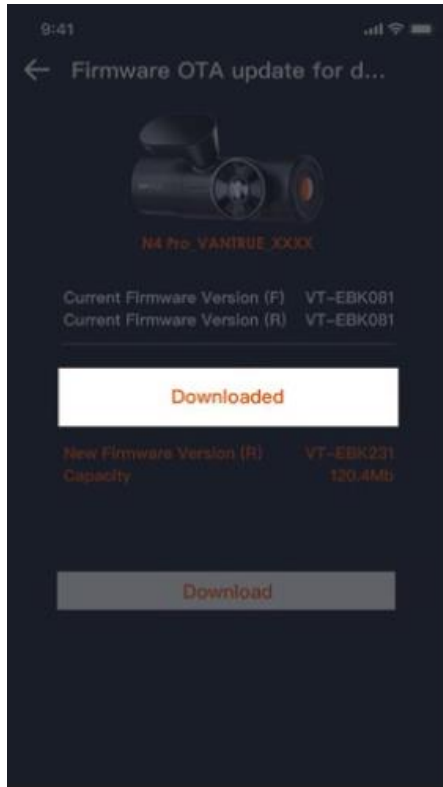 9:41
Firmware OTA update for d...
N4 Pro_VANTRUE_XXXX
Current Firmware Version (F) VT-EBK081
Current Firmware Version (R) VT-EBK081
Downloaded
New Firmware Version (R) VT-EBK231
Capacity 120.4Mb
Download